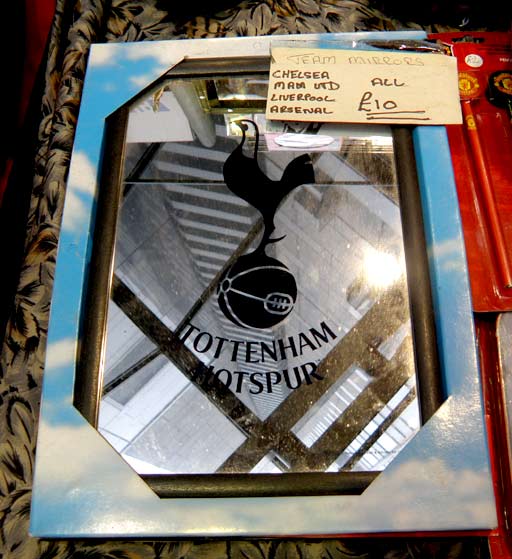 TEAM MIRRORS
CHELSEA
MAN UTD
LIVERPOOL
ARSENAL
ALL
£10
TOTTENHAM
HOTSPUR